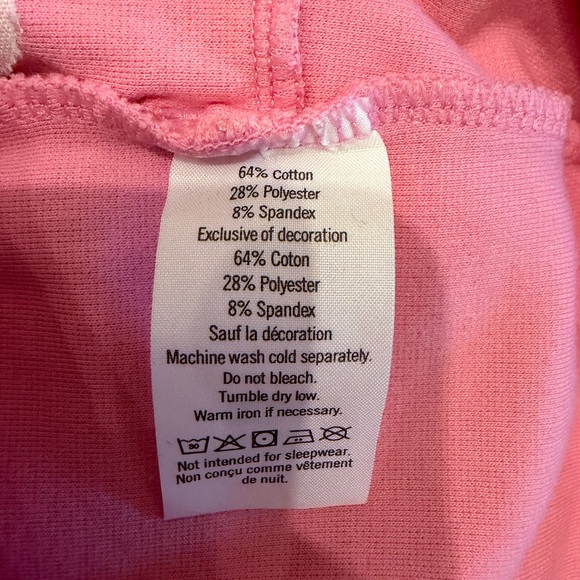 64% Cotton
28% Polyester
8% Spandex
Exclusive of decoration
64% Coton
28% Polyester
8% Spandex
Sauf la décoration
Machine wash cold separately.
Do not bleach.
Tumble dry low.
Warm iron if necessary.
30
Not intended for sleepwear.
Non conçu comme vêtement
de nuit.